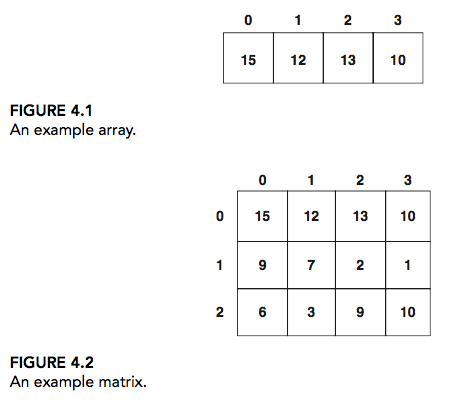 0 1 2 3
15 12 13 10
FIGURE 4.1
An example array.
0 1 2 3
0 15 12 13 10
1 9 7 2 1
2 6 3 9 10
FIGURE 4.2
An example matrix.